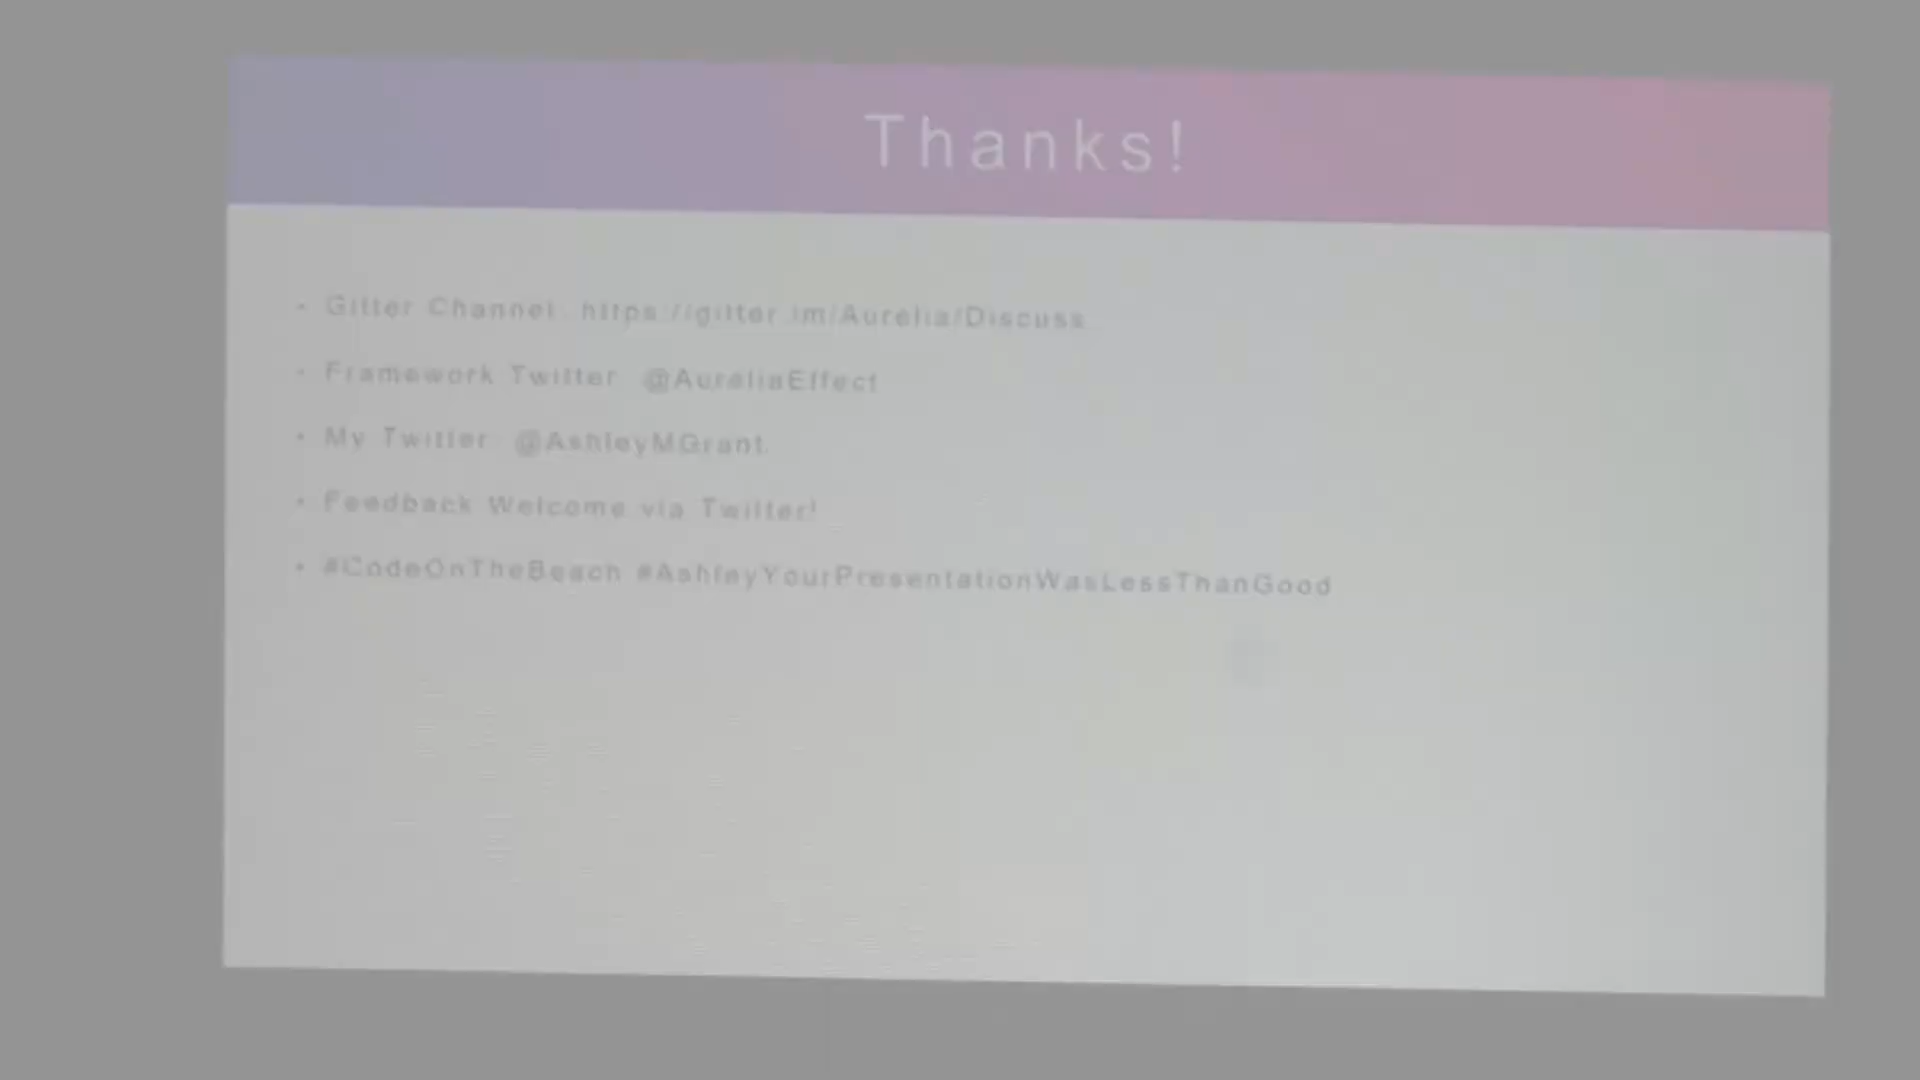 Thanks!
• Gitter Channel: https://gitter.im/Aurelia/Discuss
• Framework Twitter: @AureliaEffect
• My Twitter: @AshleyMGrant
• Feedback Welcome via Twitter!
• #CodeOnTheBeach #AshleyYourPresentationWasLessThanGood